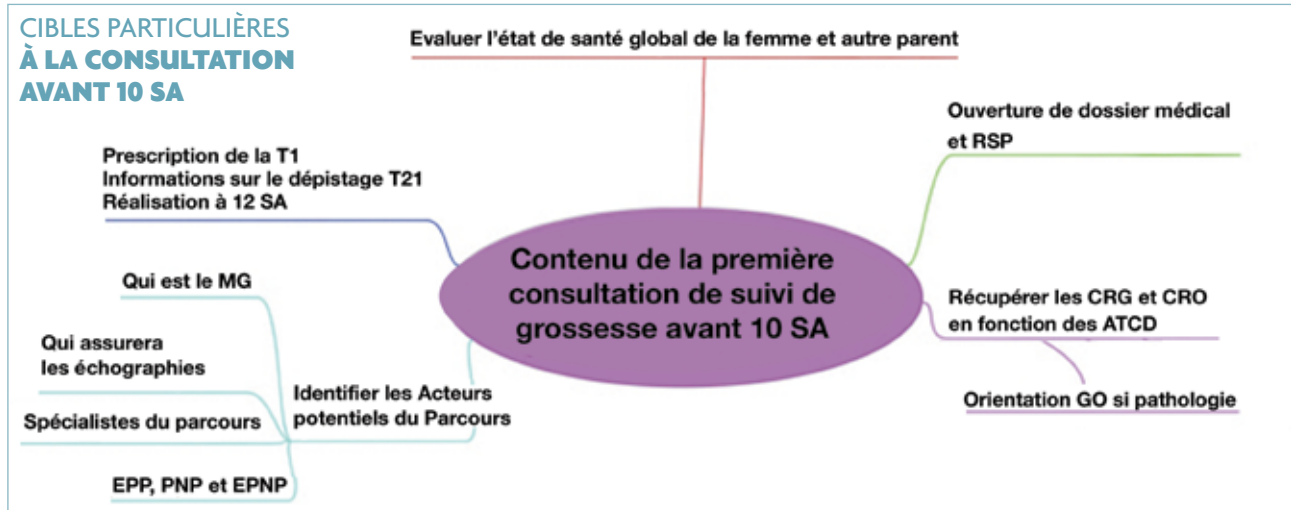 CIBLES PARTICULIÈRES
À LA CONSULTATION
AVANT 10 SA
Evaluer l'état de santé global de la femme et autre parent
Ouverture de dossier médical
et RSP
Prescription de la T1
Informations sur le dépistage T21
Réalisation à 12 SA
Contenu de la première
consultation de suivi de
grossesse avant 10 SA
Qui est le MG
Récupérer les CRG et CRO
en fonction des ATCD
Qui assurera
les échographies
Identifier les Acteurs
potentiels du Parcours
Orientation GO si pathologie
Spécialistes du parcours
EPP, PNP et EPNP